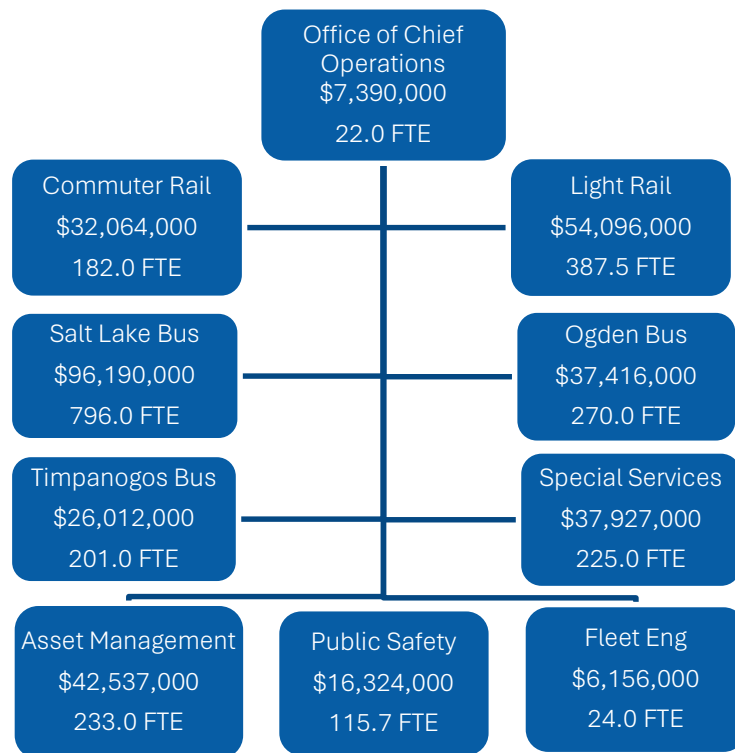 Office of Chief
Operations
$7,390,000
22.0 FTE
Commuter Rail
$32,064,000
182.0 FTE
Light Rail
$54,096,000
387.5 FTE
Salt Lake Bus
$96,190,000
796.0 FTE
Ogden Bus
$37,416,000
270.0 FTE
Timpanogos Bus
$26,012,000
201.0 FTE
Special Services
$37,927,000
225.0 FTE
Asset Management
$42,537,000
233.0 FTE
Public Safety
$16,324,000
115.7 FTE
Fleet Eng
$6,156,000
24.0 FTE